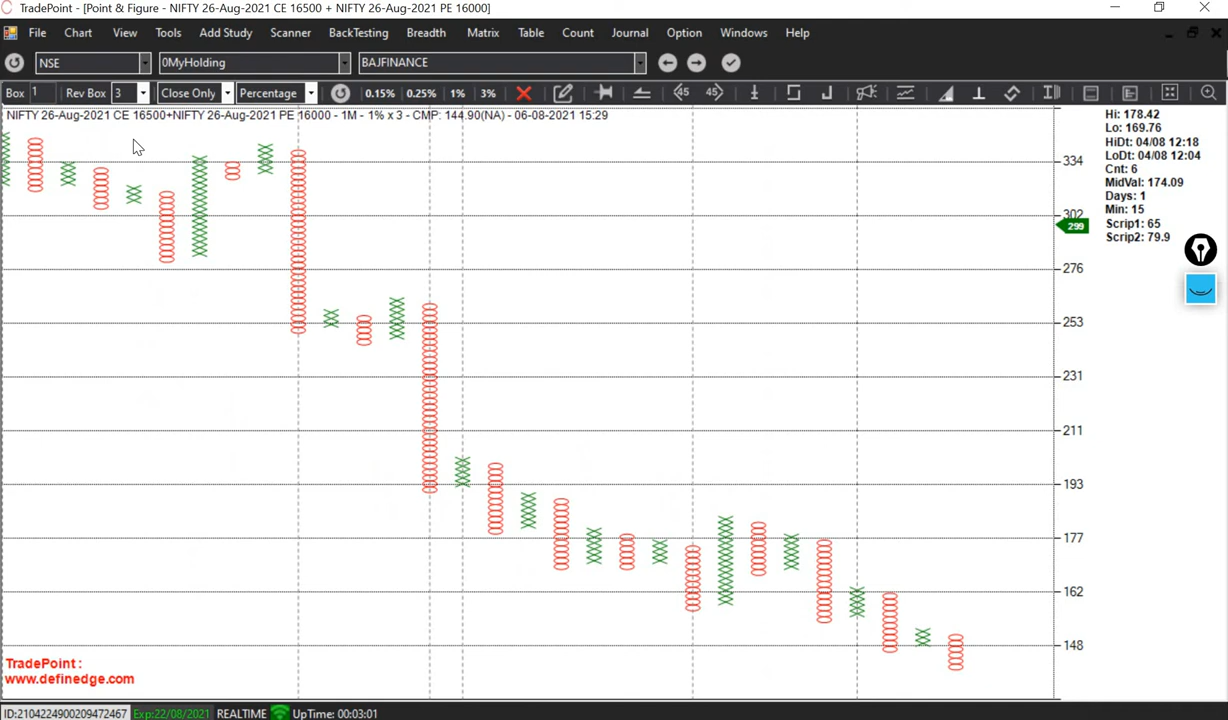 TradePoint - [Point & Figure - NIFTY 26-Aug-2021 CE 16500 + NIFTY 26-Aug-2021 PE 16000]
File Chart View Tools Add Study Scanner BackTesting Breadth Matrix Table Count Journal Option Windows Help
NSE 0MyHolding BAJFINANCE
Box 1 Rev Box 3 Close Only Percentage 0.15% 0.25% 1% 3% 45 45
NIFTY 26-Aug-2021 CE 16500+NIFTY 26-Aug-2021 PE 16000 - 1M - 1% x 3 - CMP: 144.90(NA) - 06-08-2021 15:29
Hi: 178.42
Lo: 169.76
HiDt: 04/08 12:18
LoDt: 04/08 12:04
Cnt: 6
MidVal: 174.09
Days: 1
Min: 15
Scrip1: 65
Scrip2: 79.9
334
302
299
276
253
231
211
193
177
162
148
TradePoint :
www.definedge.com
ID:2104224900209472467 Exp:22/08/2021 REALTIME UpTime: 00:03:01